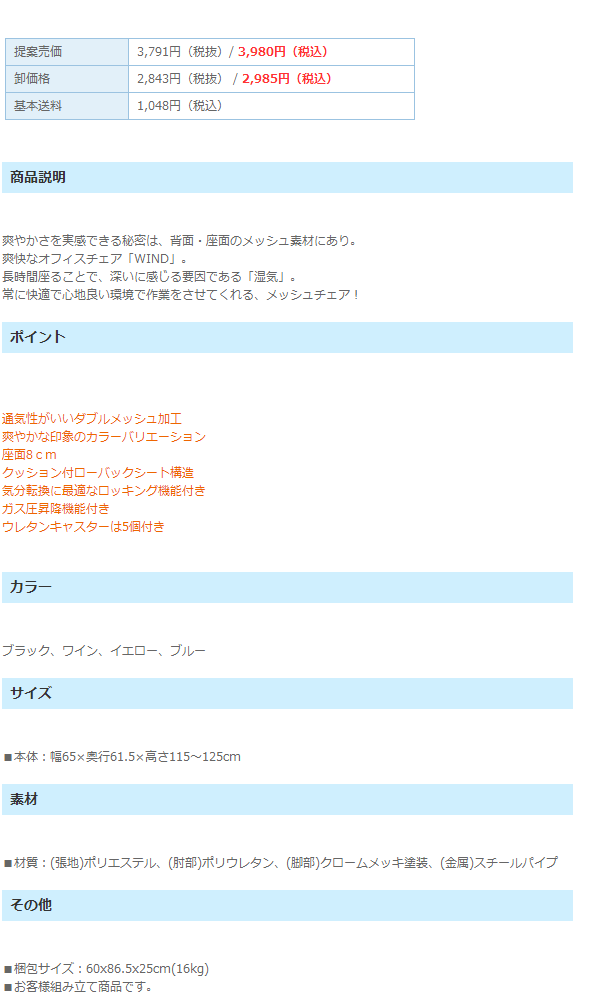 提案売価 3,791円（税抜）/ 3,980円（税込）
卸価格 2,843円（税抜） / 2,985円（税込）
基本送料 1,048円（税込）
商品説明
爽やかさを実感できる秘密は、背面・座面のメッシュ素材にあり。
爽快なオフィスチェア「WIND」。
長時間座ることで、深いに感じる要因である「湿気」。
常に快適で心地良い環境で作業をさせてくれる、メッシュチェア！
ポイント
通気性がいいダブルメッシュ加工
爽やかな印象のカラーバリエーション
座面8ｃｍ
クッション付ローバックシート構造
気分転換に最適なロッキング機能付き
ガス圧昇降機能付き
ウレタンキャスターは5個付き
カラー
ブラック、ワイン、イエロー、ブルー
サイズ
■本体：幅65×奥行61.5×高さ115～125cm
素材
■材質：(張地)ポリエステル、(肘部)ポリウレタン、(脚部)クロームメッキ塗装、(金属)スチールパイプ
その他
■梱包サイズ：60x86.5x25cm(16kg)
■お客様組み立て商品です。